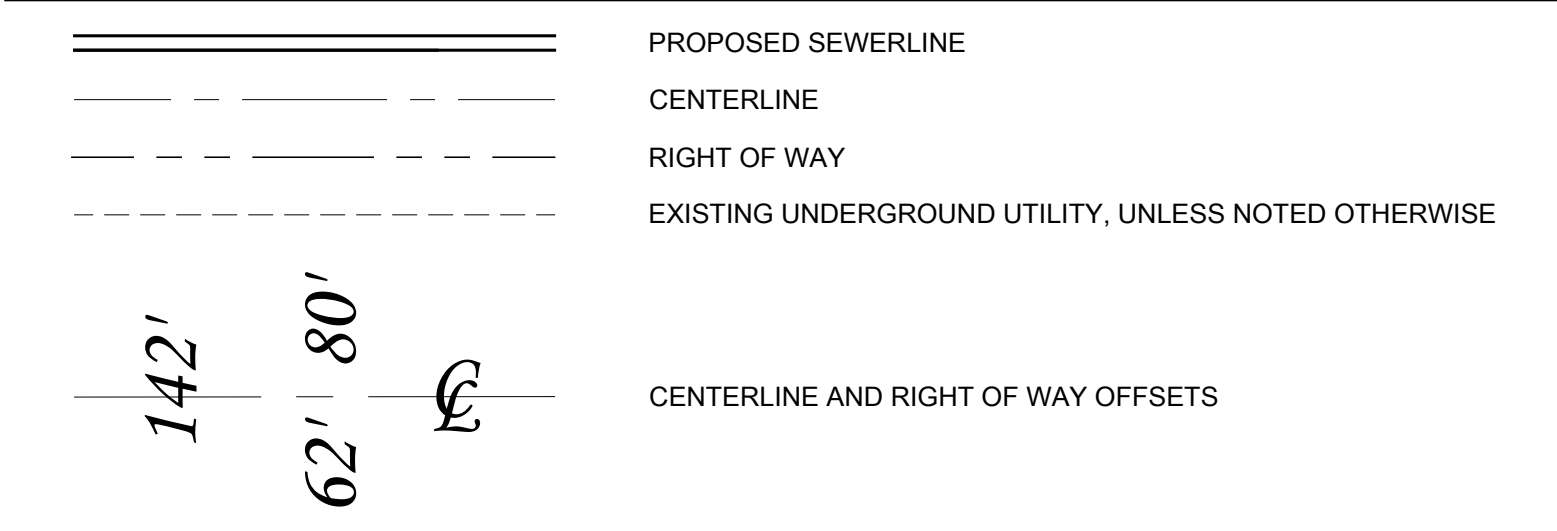 PROPOSED SEWERLINE
CENTERLINE
RIGHT OF WAY
EXISTING UNDERGROUND UTILITY, UNLESS NOTED OTHERWISE
142'
62' 80'
℄
CENTERLINE AND RIGHT OF WAY OFFSETS